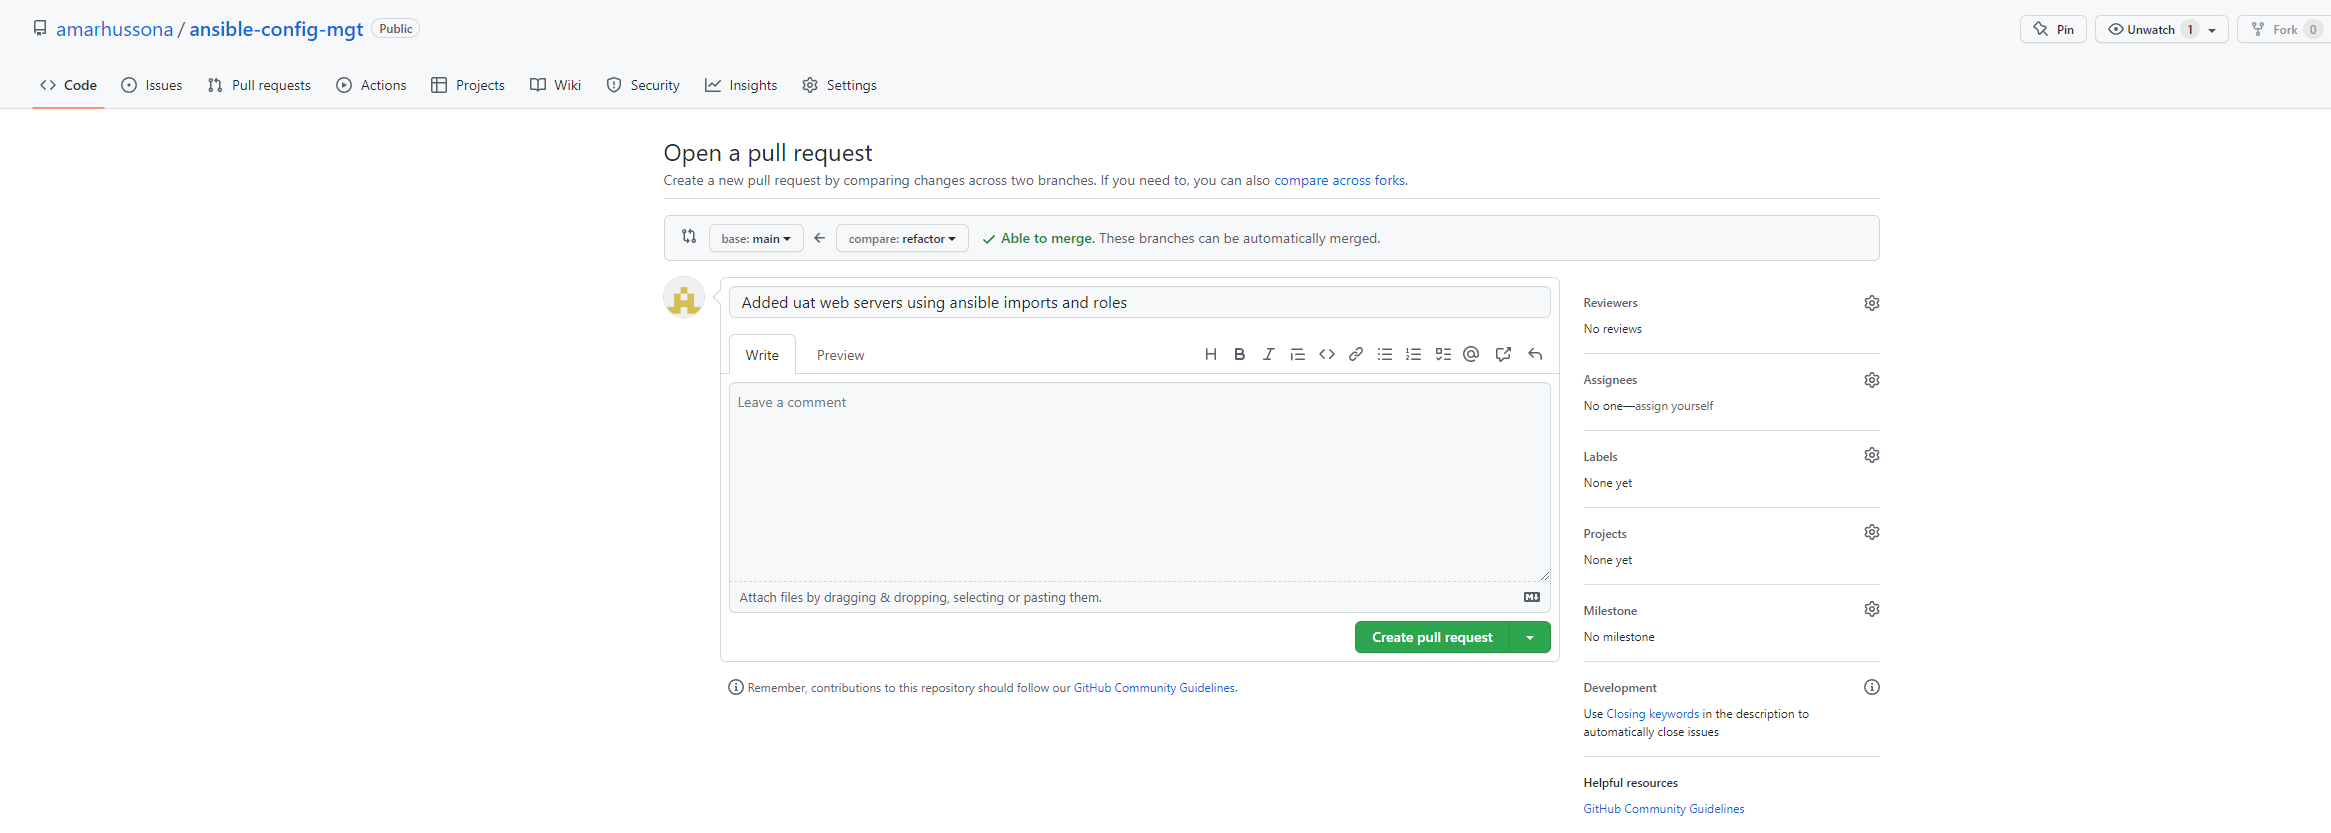 amarhussona / ansible-config-mgt Public
Pin
Unwatch 1
Fork 0
Code Issues Pull requests Actions Projects Wiki Security Insights Settings
Open a pull request
Create a new pull request by comparing changes across two branches. If you need to, you can also compare across forks.
base: main compare: refactor Able to merge. These branches can be automatically merged.
Added uat web servers using ansible imports and roles
Write Preview
Leave a comment
Attach files by dragging & dropping, selecting or pasting them.
Create pull request
Remember, contributions to this repository should follow our GitHub Community Guidelines.
Reviewers
No reviews
Assignees
No one—assign yourself
Labels
None yet
Projects
None yet
Milestone
No milestone
Development
Use Closing keywords in the description to
automatically close issues
Helpful resources
GitHub Community Guidelines